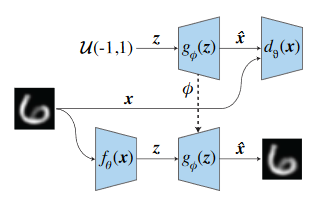 𝒰(-1,1) z g_ϕ(z) x̂ d_ϑ(x)
x ϕ
f_θ(x) z g_ϕ(z) x̂